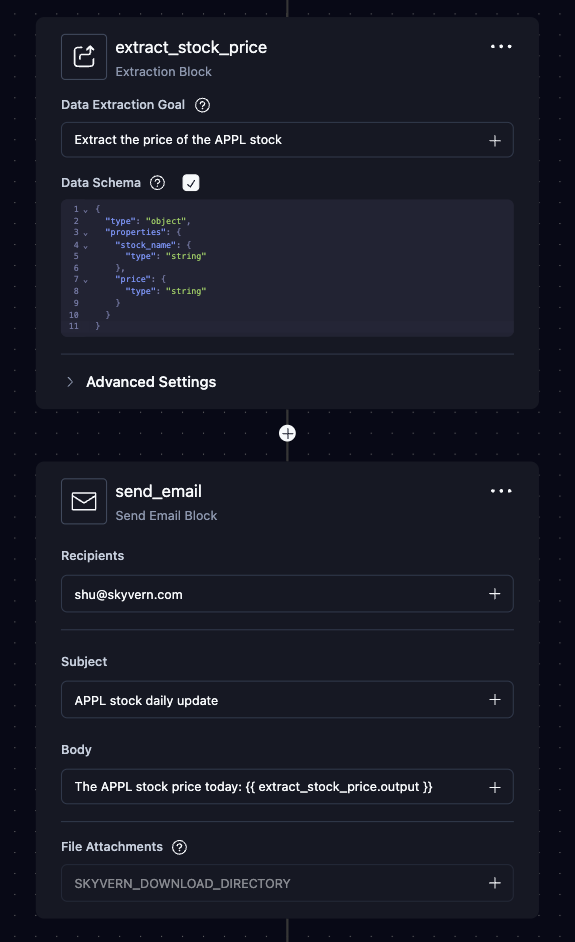 extract_stock_price
Extraction Block
Data Extraction Goal
Extract the price of the APPL stock
Data Schema
1 {
2 "type": "object",
3 "properties": {
4 "stock_name": {
5 "type": "string"
6 },
7 "price": {
8 "type": "string"
9 }
10 }
11 }
Advanced Settings
send_email
Send Email Block
Recipients
shu@skyvern.com
Subject
APPL stock daily update
Body
The APPL stock price today: {{ extract_stock_price.output }}
File Attachments
SKYVERN_DOWNLOAD_DIRECTORY